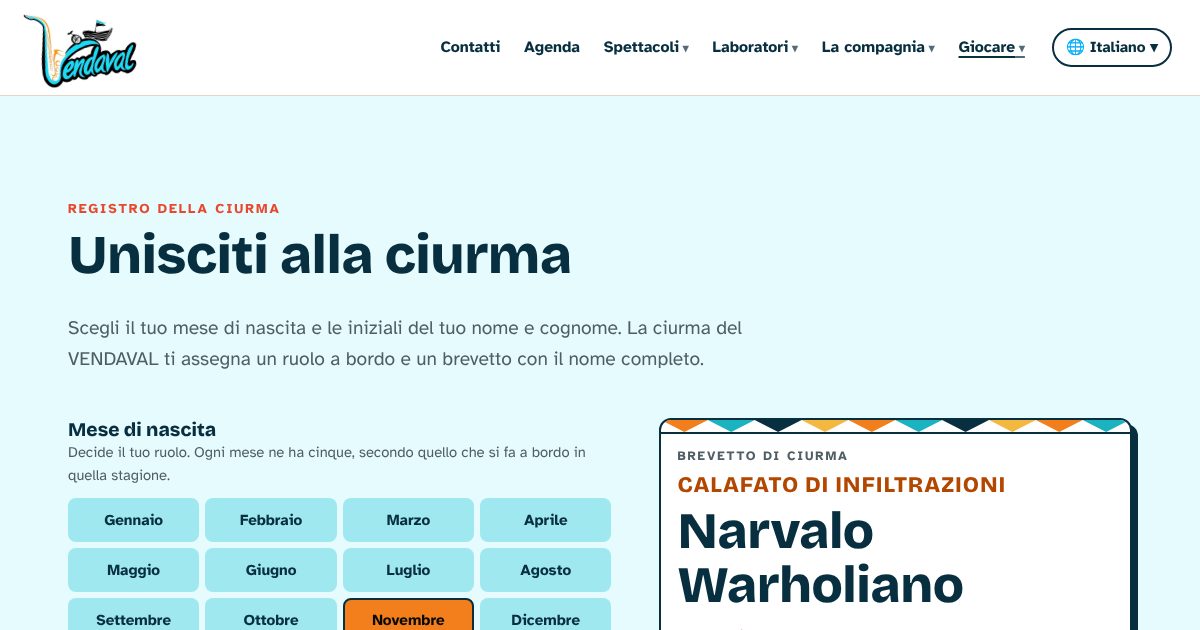 Vendaval
Contatti
Agenda
Spettacoli ▾
Laboratori ▾
La compagnia ▾
Giocare ▾
Italiano ▾
REGISTRO DELLA CIURMA
Unisciti alla ciurma
Scegli il tuo mese di nascita e le iniziali del tuo nome e cognome. La ciurma del
VENDAVAL ti assegna un ruolo a bordo e un brevetto con il nome completo.
Mese di nascita
Decide il tuo ruolo. Ogni mese ne ha cinque, secondo quello che si fa a bordo in
quella stagione.
Gennaio
Febbraio
Marzo
Aprile
Maggio
Giugno
Luglio
Agosto
Settembre
Ottobre
Novembre
Dicembre
BREVETTO DI CIURMA
CALAFATO DI INFILTRAZIONI
Narvalo
Warholiano